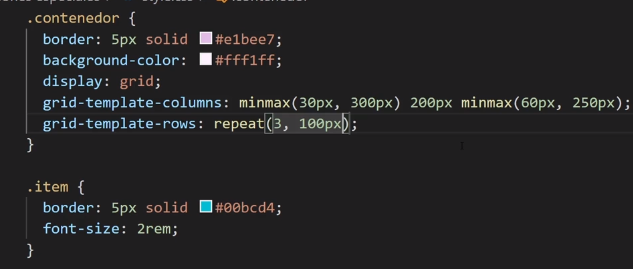 .contenedor {
border: 5px solid #e1bee7;
background-color: #fff1ff;
display: grid;
grid-template-columns: minmax(30px, 300px) 200px minmax(60px, 250px);
grid-template-rows: repeat(3, 100px);
}
.item {
border: 5px solid #00bcd4;
font-size: 2rem;
}